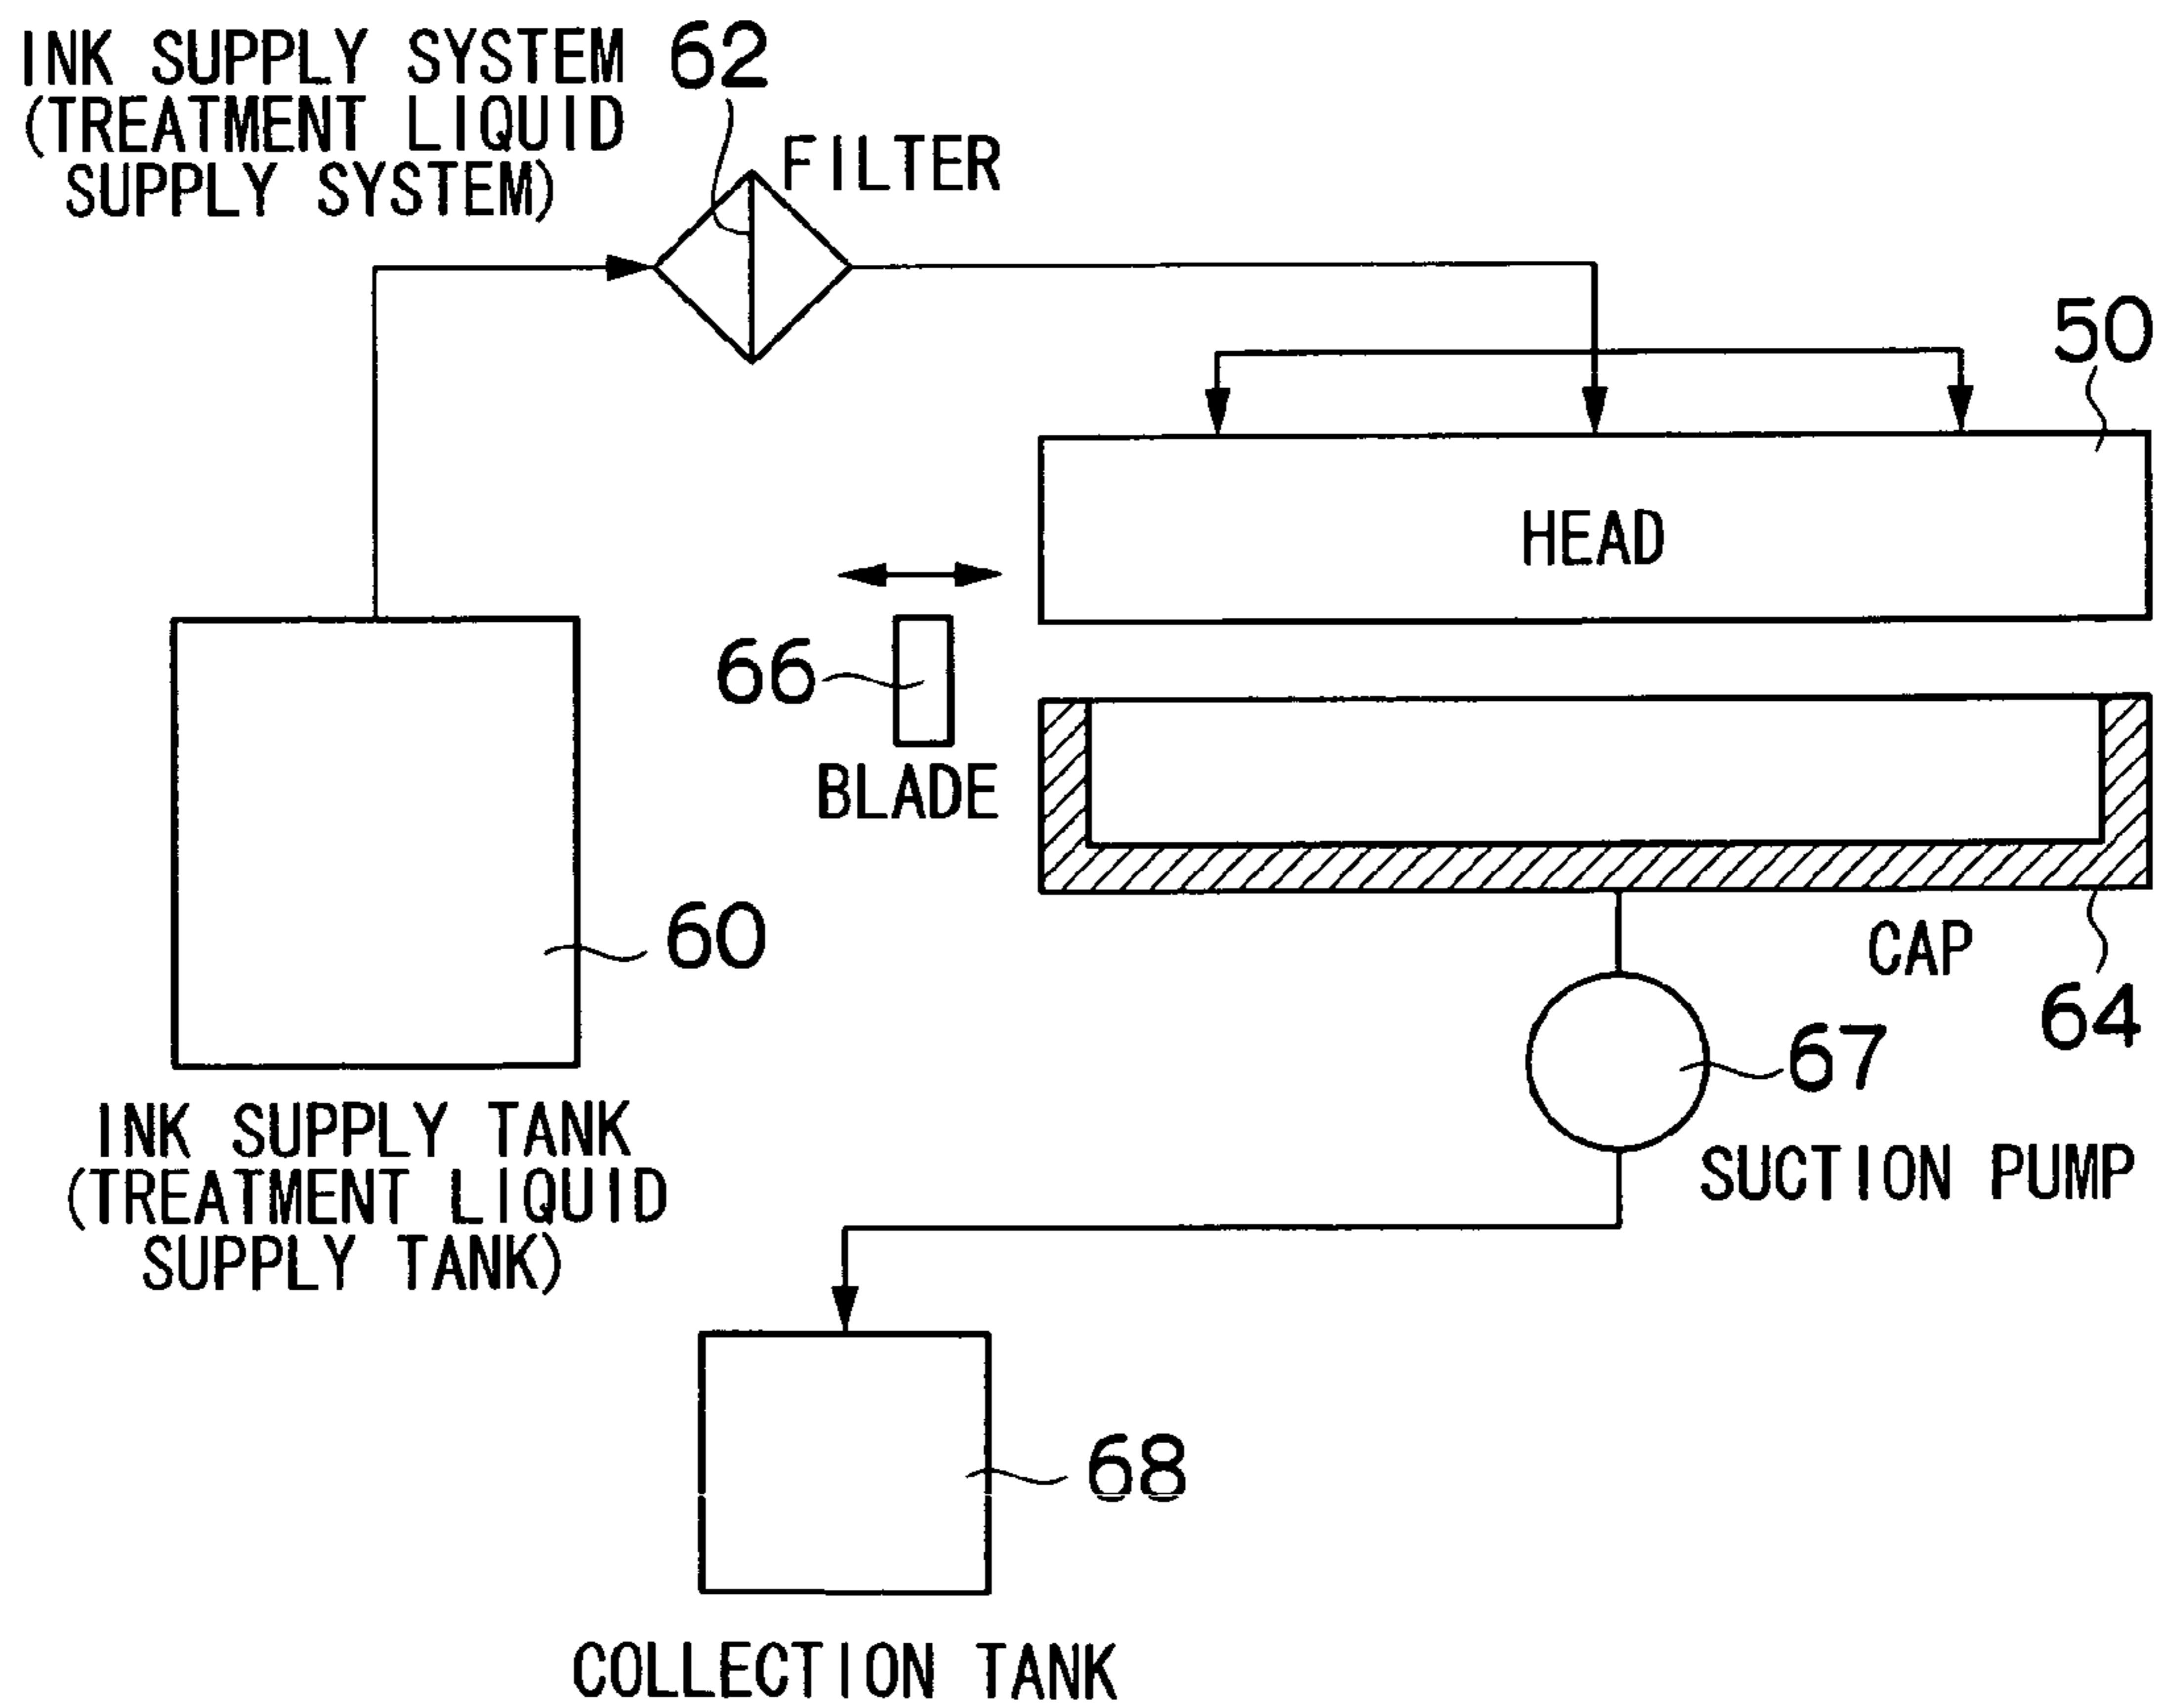 INK SUPPLY SYSTEM
(TREATMENT LIQUID
SUPPLY SYSTEM)
62
FILTER
50
HEAD
66
BLADE
60
CAP
64
67
INK SUPPLY TANK
(TREATMENT LIQUID
SUPPLY TANK)
SUCTION PUMP
68
COLLECTION TANK